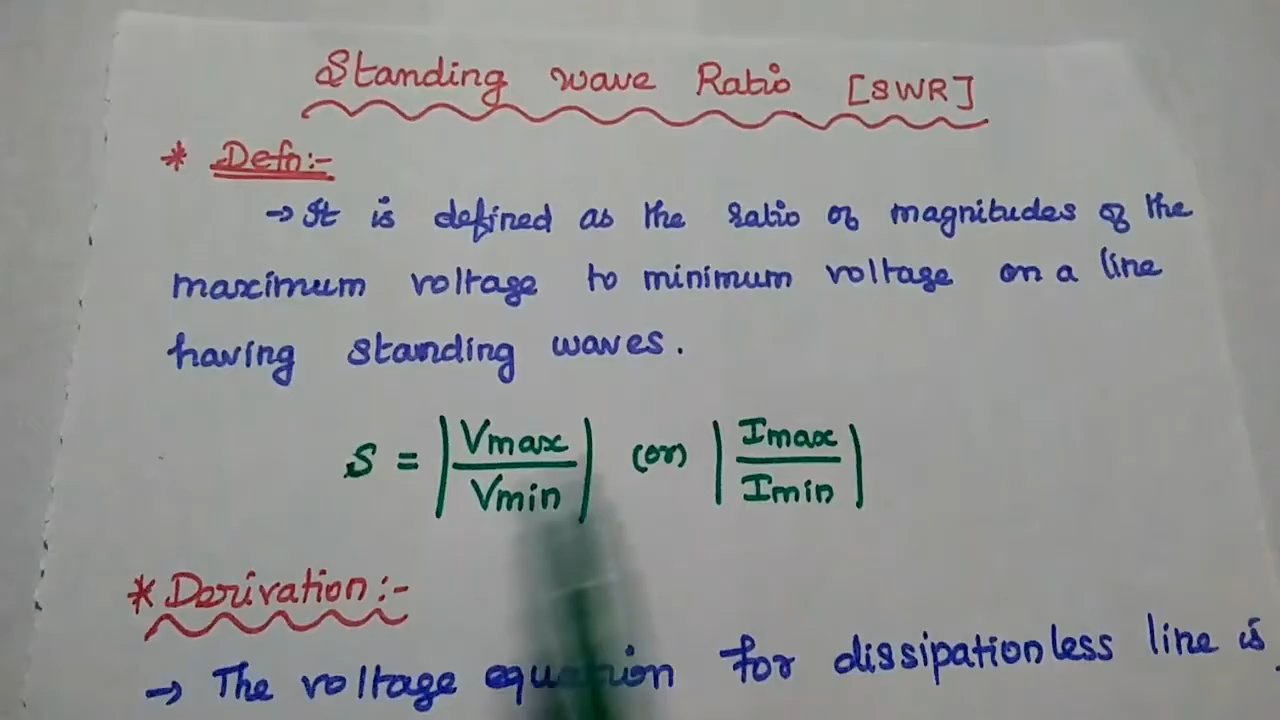 Standing wave Ratio [SWR]
* Defn:-
→ It is defined as the ratio of magnitudes of the
maximum voltage to minimum voltage on a line
having standing waves.
S = |Vmax/Vmin| (or) |Imax/Imin|
* Derivation:-
→ The voltage equation for dissipationless line is